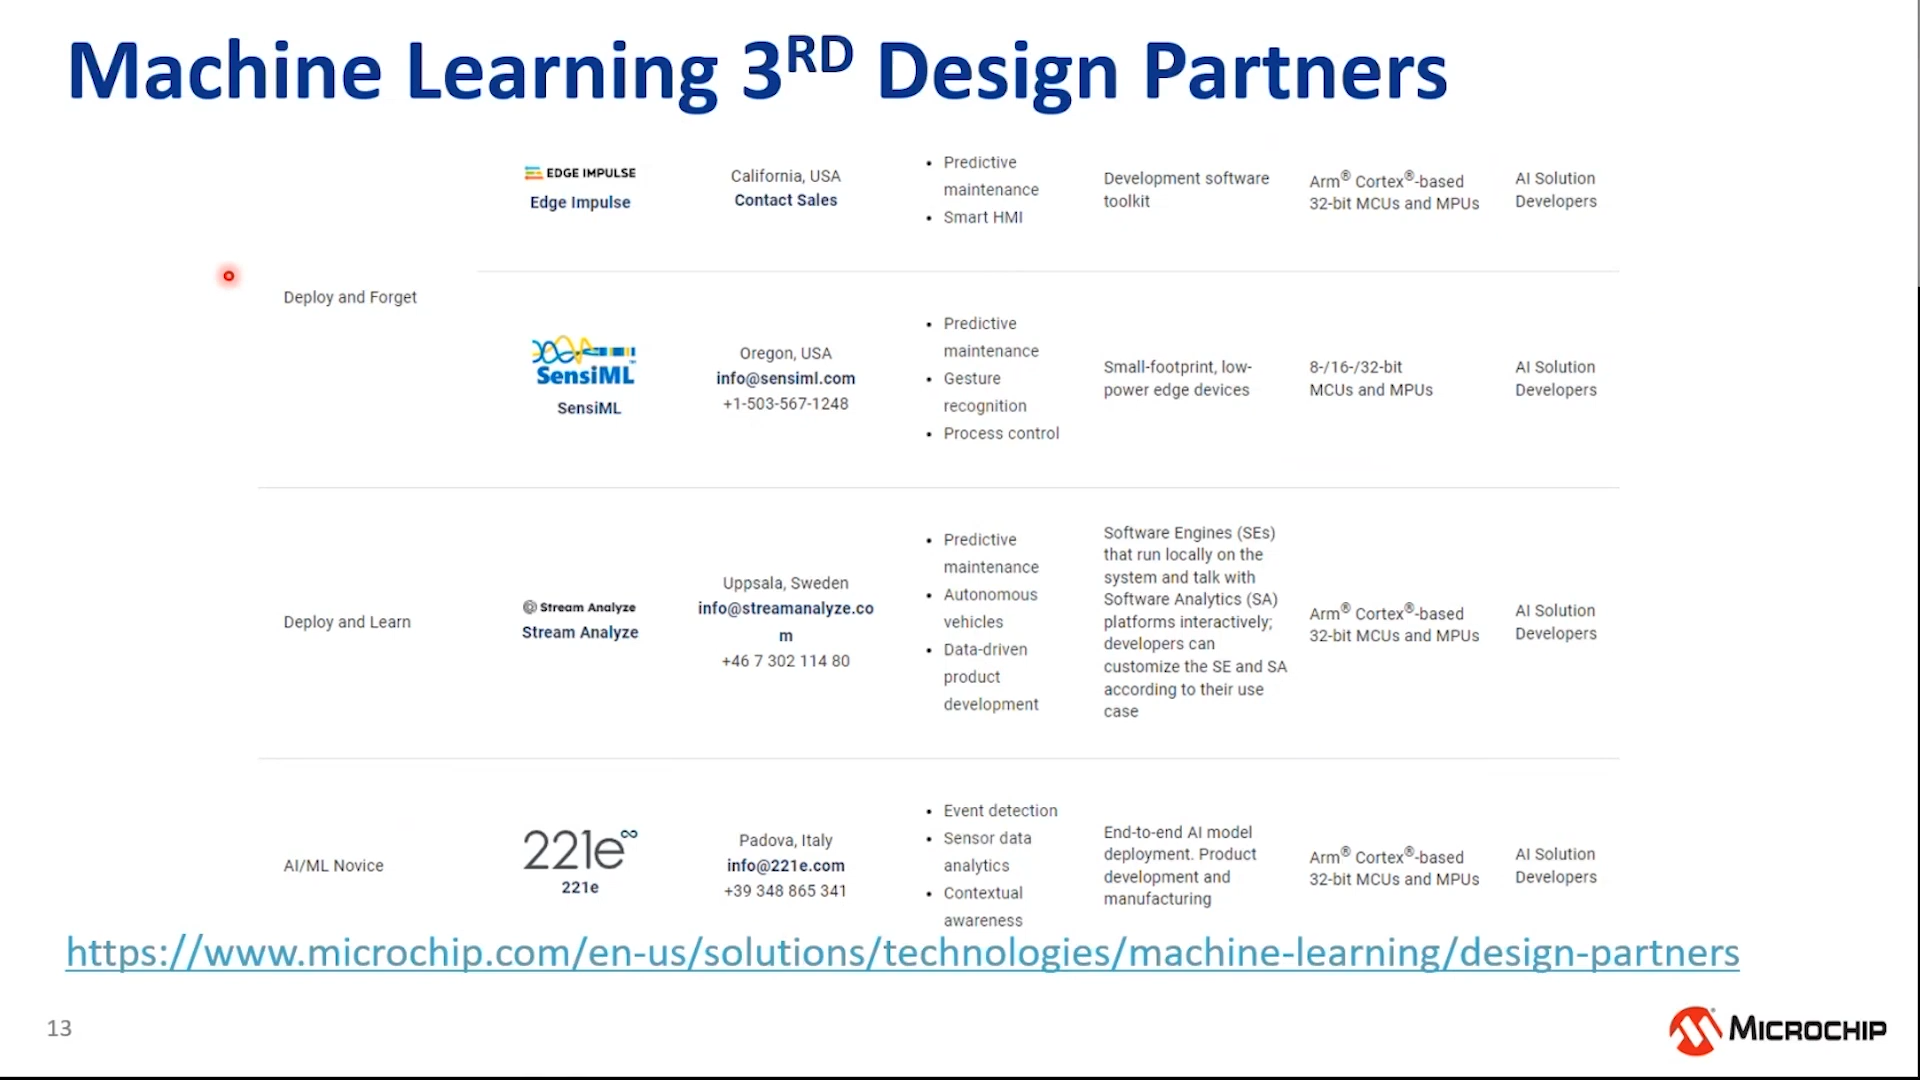 Machine Learning 3RD Design Partners
EDGE IMPULSE
Edge Impulse
California, USA
Contact Sales
• Predictive
maintenance
• Smart HMI
Development software
toolkit
Arm® Cortex®-based
32-bit MCUs and MPUs
AI Solution
Developers
Deploy and Forget
SensiML™
SensiML
Oregon, USA
info@sensiml.com
+1-503-567-1248
• Predictive
maintenance
• Gesture
recognition
• Process control
Small-footprint, low-
power edge devices
8-/16-/32-bit
MCUs and MPUs
AI Solution
Developers
Deploy and Learn
Stream Analyze
Stream Analyze
Uppsala, Sweden
info@streamanalyze.co
m
+46 7 302 114 80
• Predictive
maintenance
• Autonomous
vehicles
• Data-driven
product
development
Software Engines (SEs)
that run locally on the
system and talk with
Software Analytics (SA)
platforms interactively;
developers can
customize the SE and SA
according to their use
case
Arm® Cortex®-based
32-bit MCUs and MPUs
AI Solution
Developers
AI/ML Novice
221e∞
221e
Padova, Italy
info@221e.com
+39 348 865 341
• Event detection
• Sensor data
analytics
• Contextual
awareness
End-to-end AI model
deployment. Product
development and
manufacturing
Arm® Cortex®-based
32-bit MCUs and MPUs
AI Solution
Developers
https://www.microchip.com/en-us/solutions/technologies/machine-learning/design-partners
13
MICROCHIP